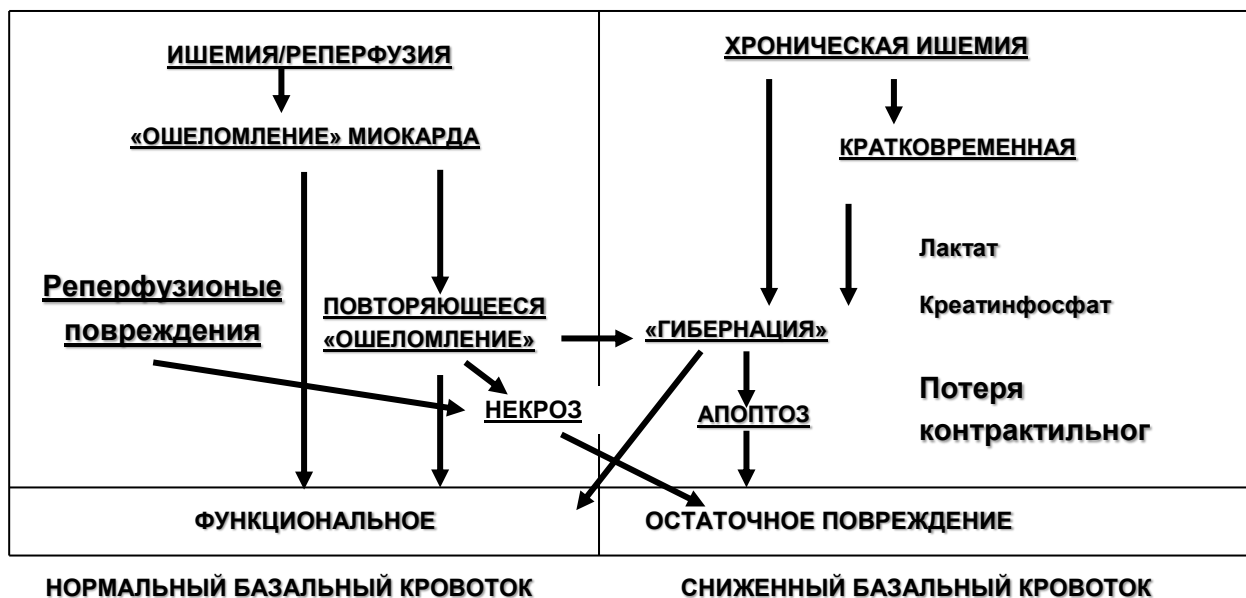 ИШЕМИЯ/РЕПЕРФУЗИЯ
«ОШЕЛОМЛЕНИЕ» МИОКАРДА
Реперфузионые
повреждения
ПОВТОРЯЮЩЕЕСЯ
«ОШЕЛОМЛЕНИЕ»
НЕКРОЗ
ХРОНИЧЕСКАЯ ИШЕМИЯ
КРАТКОВРЕМЕННАЯ
Лактат
Креатинфосфат
«ГИБЕРНАЦИЯ»
АПОПТОЗ
Потеря
контрактильног
ФУНКЦИОНАЛЬНОЕ
ОСТАТОЧНОЕ ПОВРЕЖДЕНИЕ
НОРМАЛЬНЫЙ БАЗАЛЬНЫЙ КРОВОТОК
СНИЖЕННЫЙ БАЗАЛЬНЫЙ КРОВОТОК